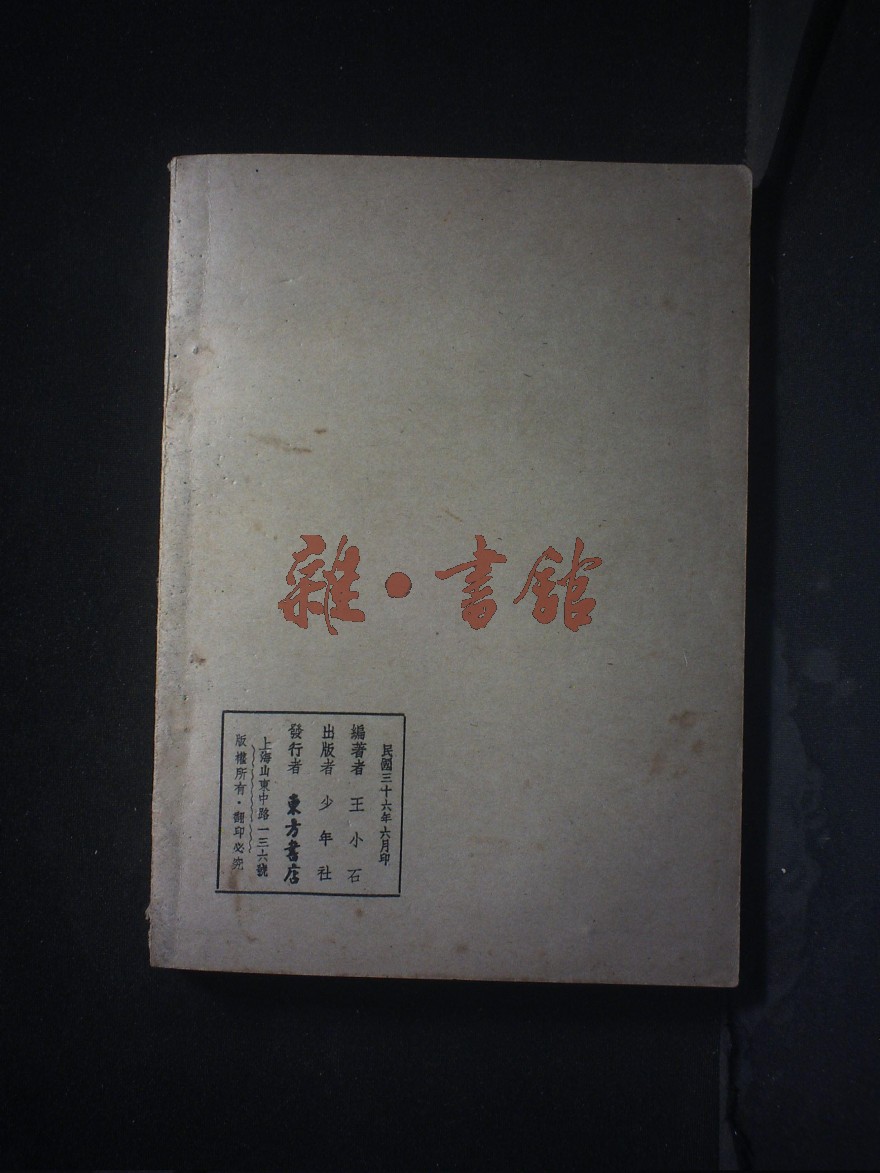 雜·書館
民國三十六年六月印
編著者 王小石
出版者 少年社
發行者 東方書店
上海山東中路一三六號
版權所有·翻印必究